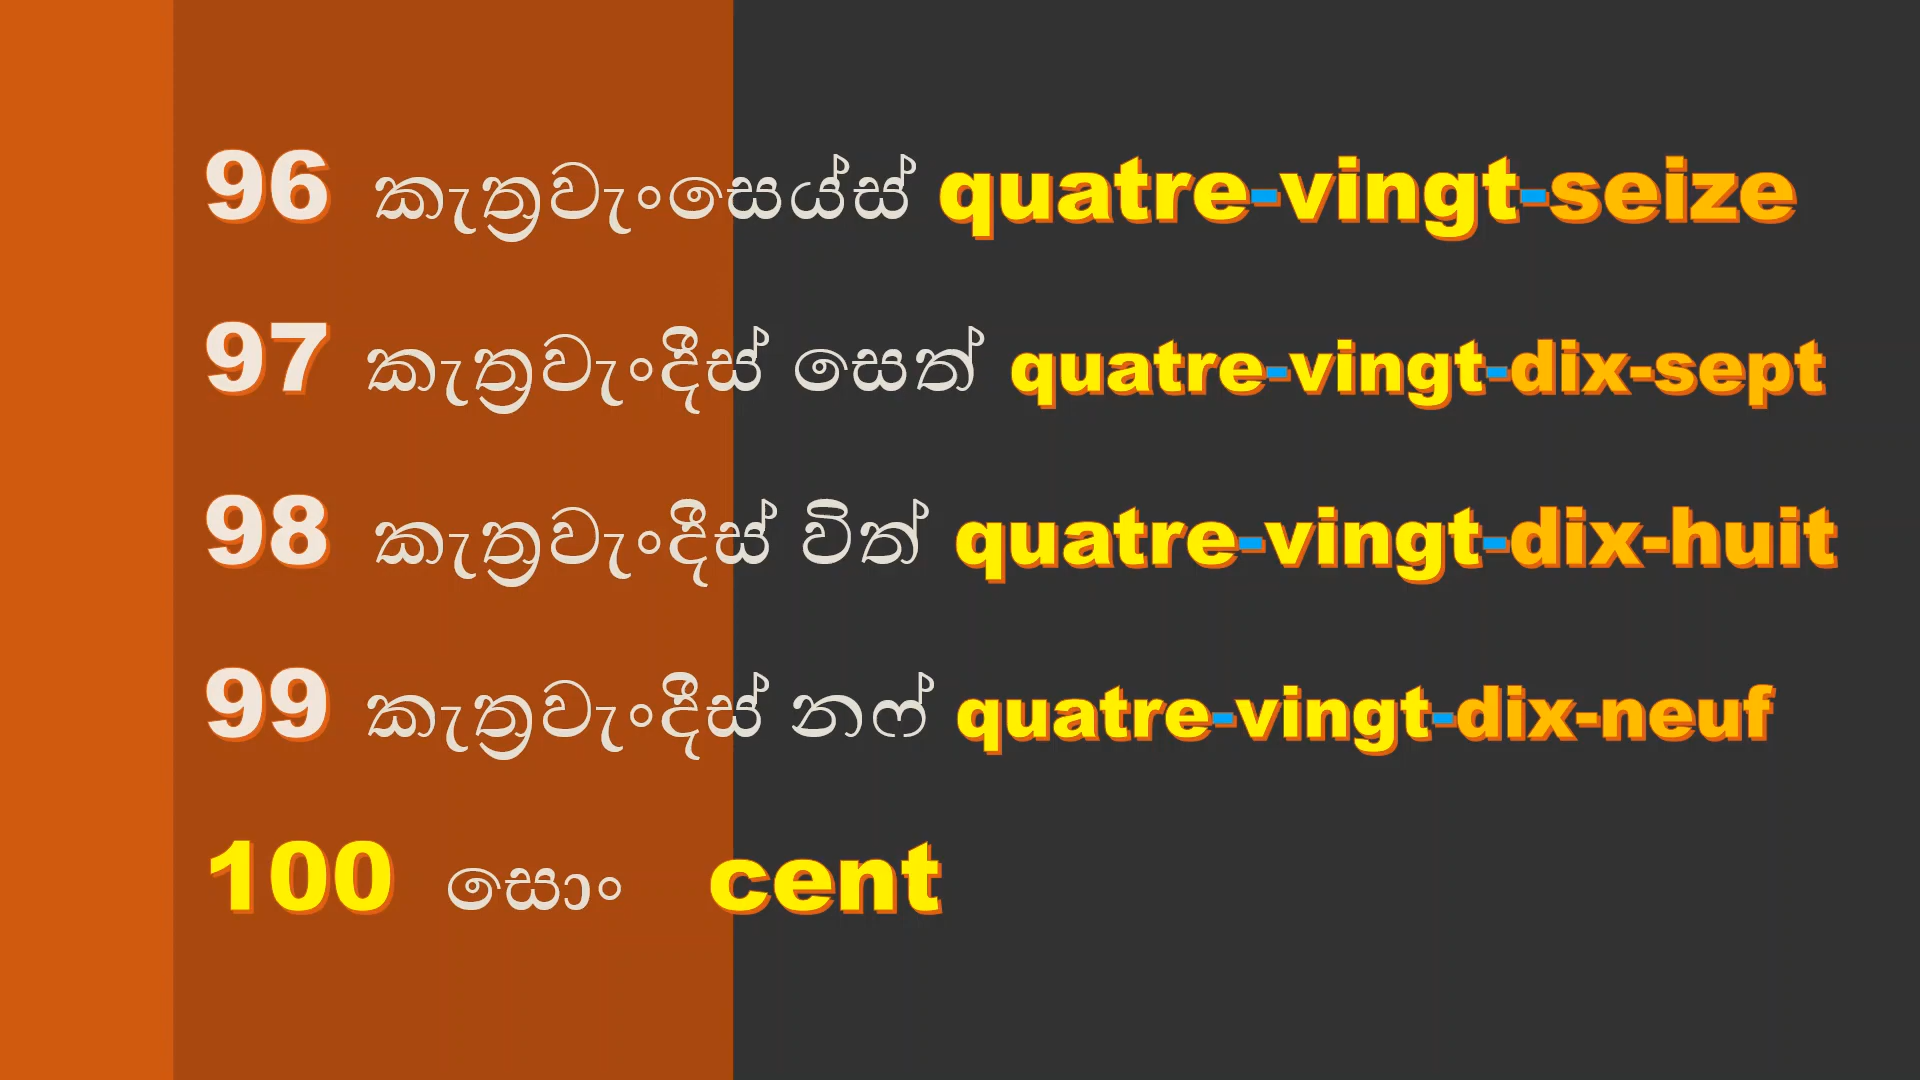 96 කැත්‍රවැංසෙය්ස් quatre-vingt-seize
97 කැත්‍රවැංදීස් සෙත් quatre-vingt-dix-sept
98 කැත්‍රවැංදීස් විත් quatre-vingt-dix-huit
99 කැත්‍රවැංදීස් නෆ් quatre-vingt-dix-neuf
100 සොං cent